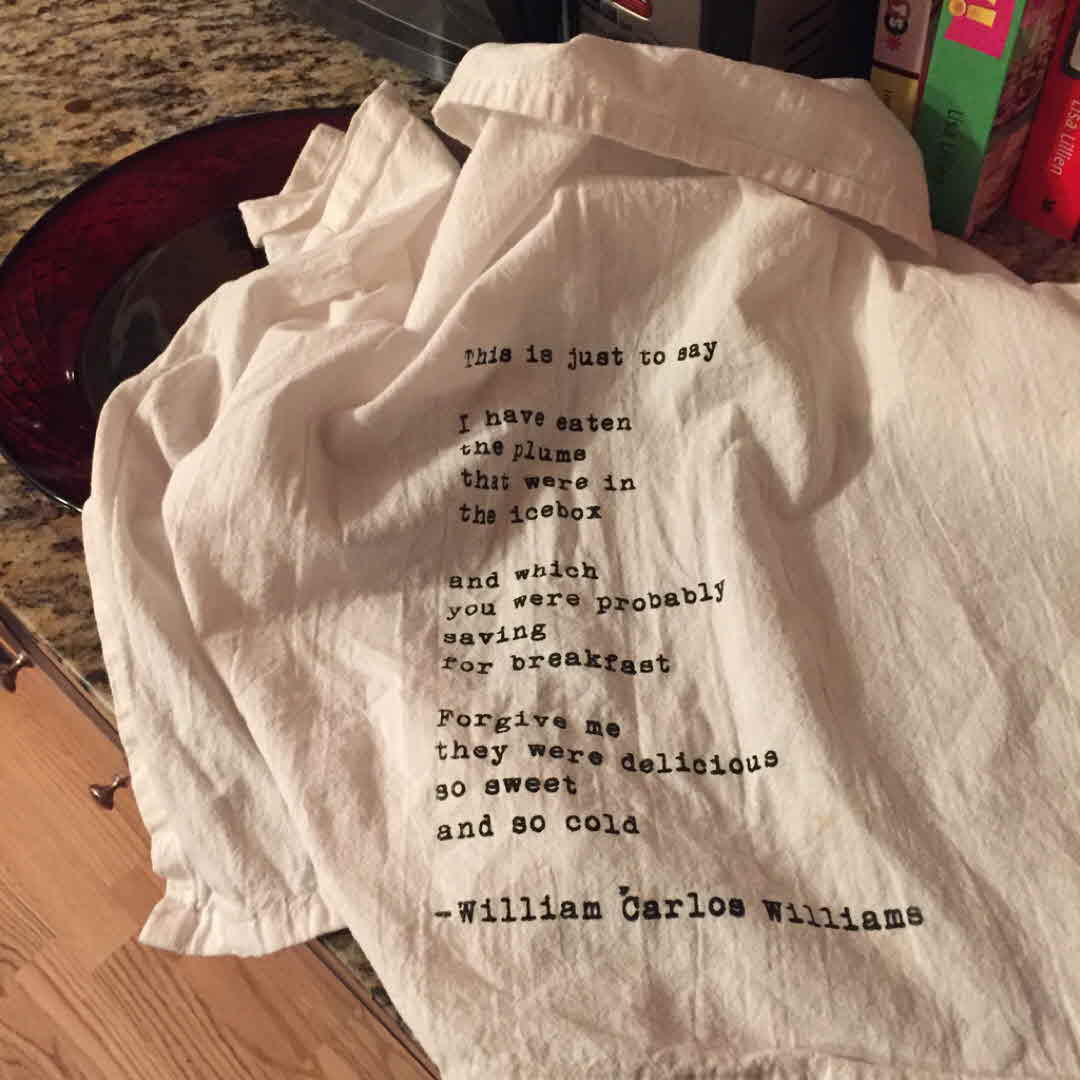 This is just to say
I have eaten
the plums
that were in
the icebox
and which
you were probably
saving
for breakfast
Forgive me
they were delicious
so sweet
and so cold
-William Carlos Williams
Lisa Lillien